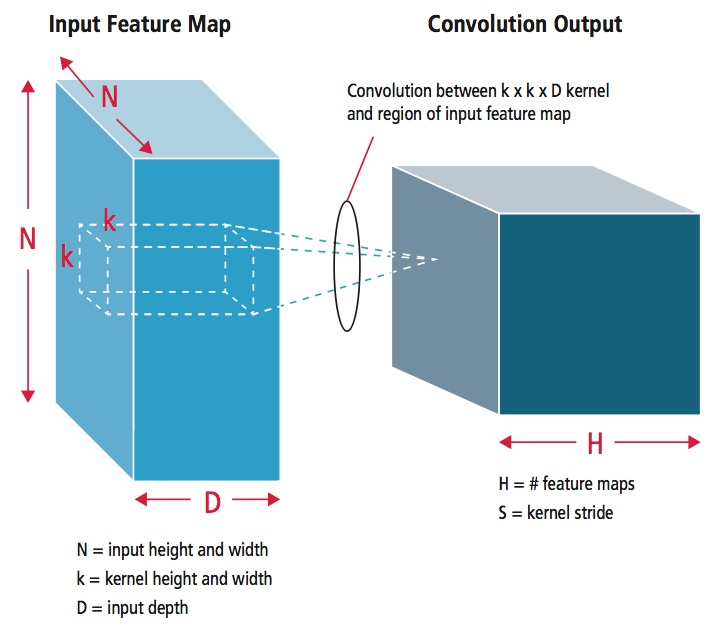 Input Feature Map
Convolution Output
Convolution between k x k x D kernel
and region of input feature map
N
N
k
k
D
H
H = # feature maps
S = kernel stride
N = input height and width
k = kernel height and width
D = input depth